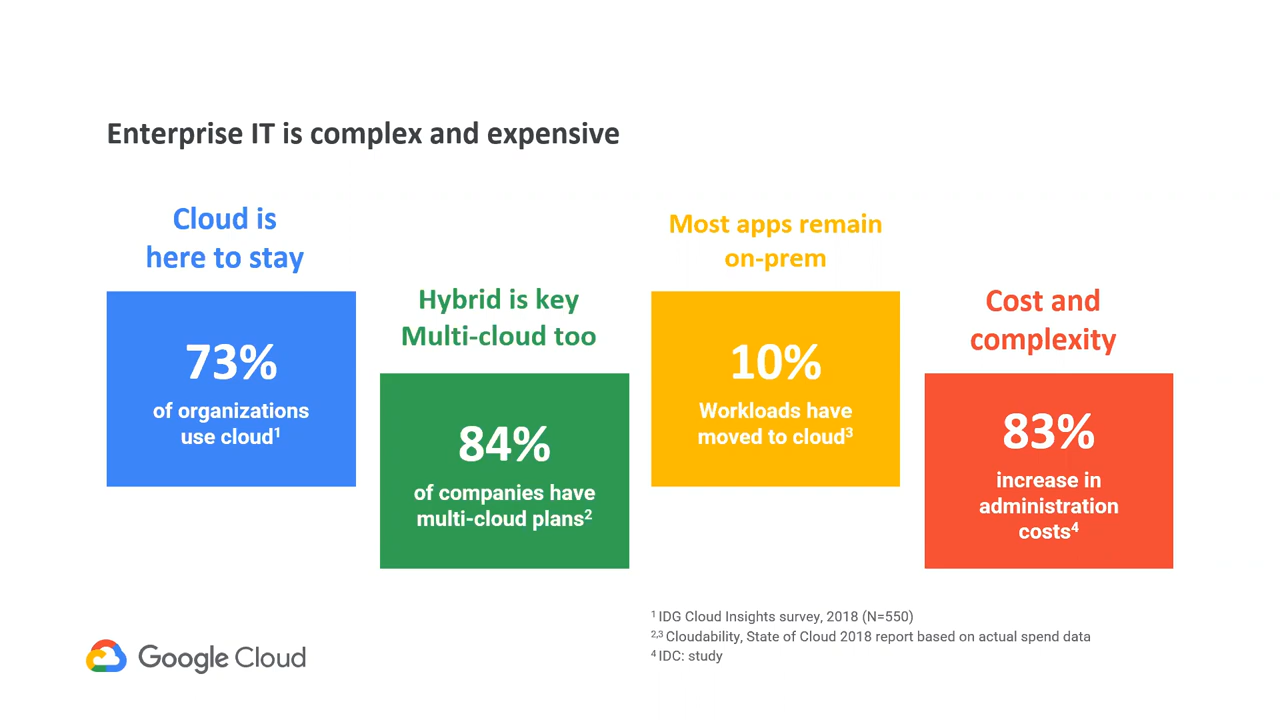 Enterprise IT is complex and expensive
Cloud is
here to stay
73%
of organizations
use cloud¹
Hybrid is key
Multi-cloud too
84%
of companies have
multi-cloud plans²
Most apps remain
on-prem
10%
Workloads have
moved to cloud³
Cost and
complexity
83%
increase in
administration
costs⁴
¹ IDG Cloud Insights survey, 2018 (N=550)
²,³ Cloudability, State of Cloud 2018 report based on actual spend data
⁴ IDC: study
Google Cloud